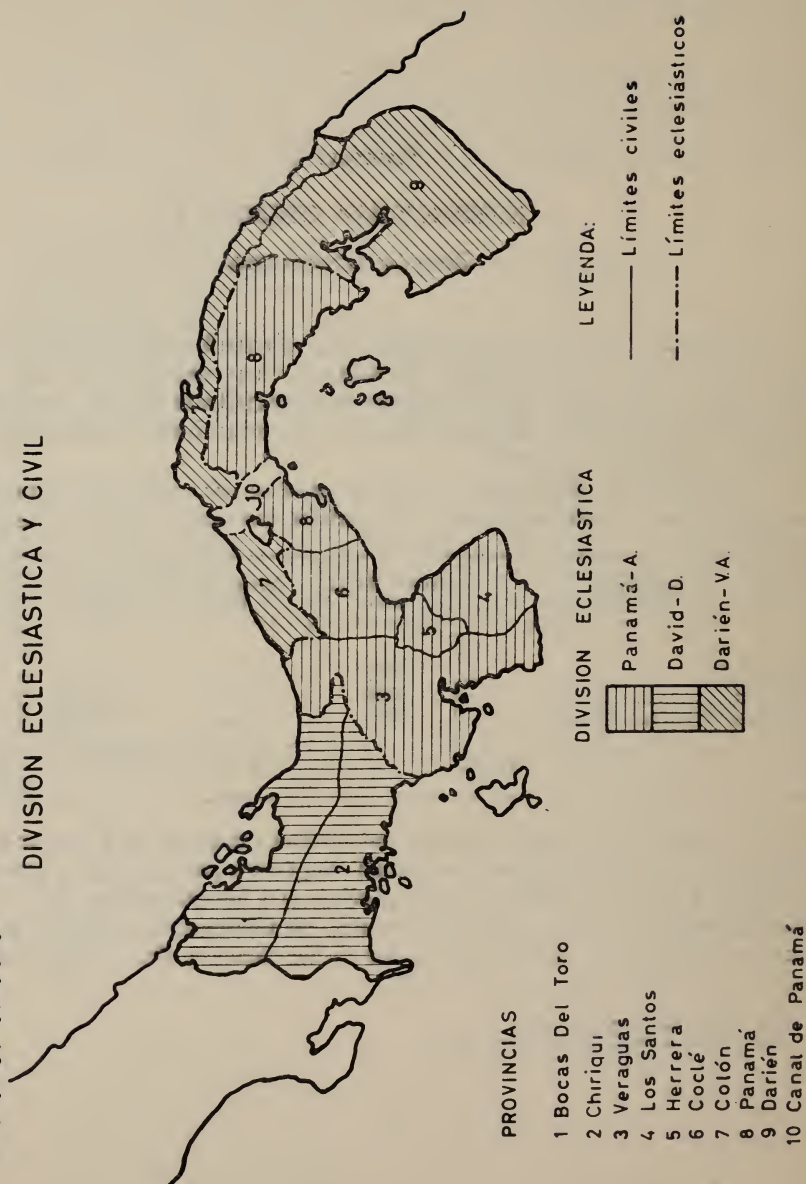 DIVISION ECLESIASTICA Y CIVIL
7
8
10
8
9
6
5
4
3
2
PROVINCIAS
1 Bocas Del Toro
2 Chiriqui
3 Veraguas
4 Los Santos
5 Herrera
6 Coclé
7 Colón
8 Panamá
9 Darién
10 Canal de Panamá
DIVISION ECLESIASTICA
Panamá-A.
David-D.
Darién-V.A.
LEYENDA:
Límites civiles
Límites eclesiásticos